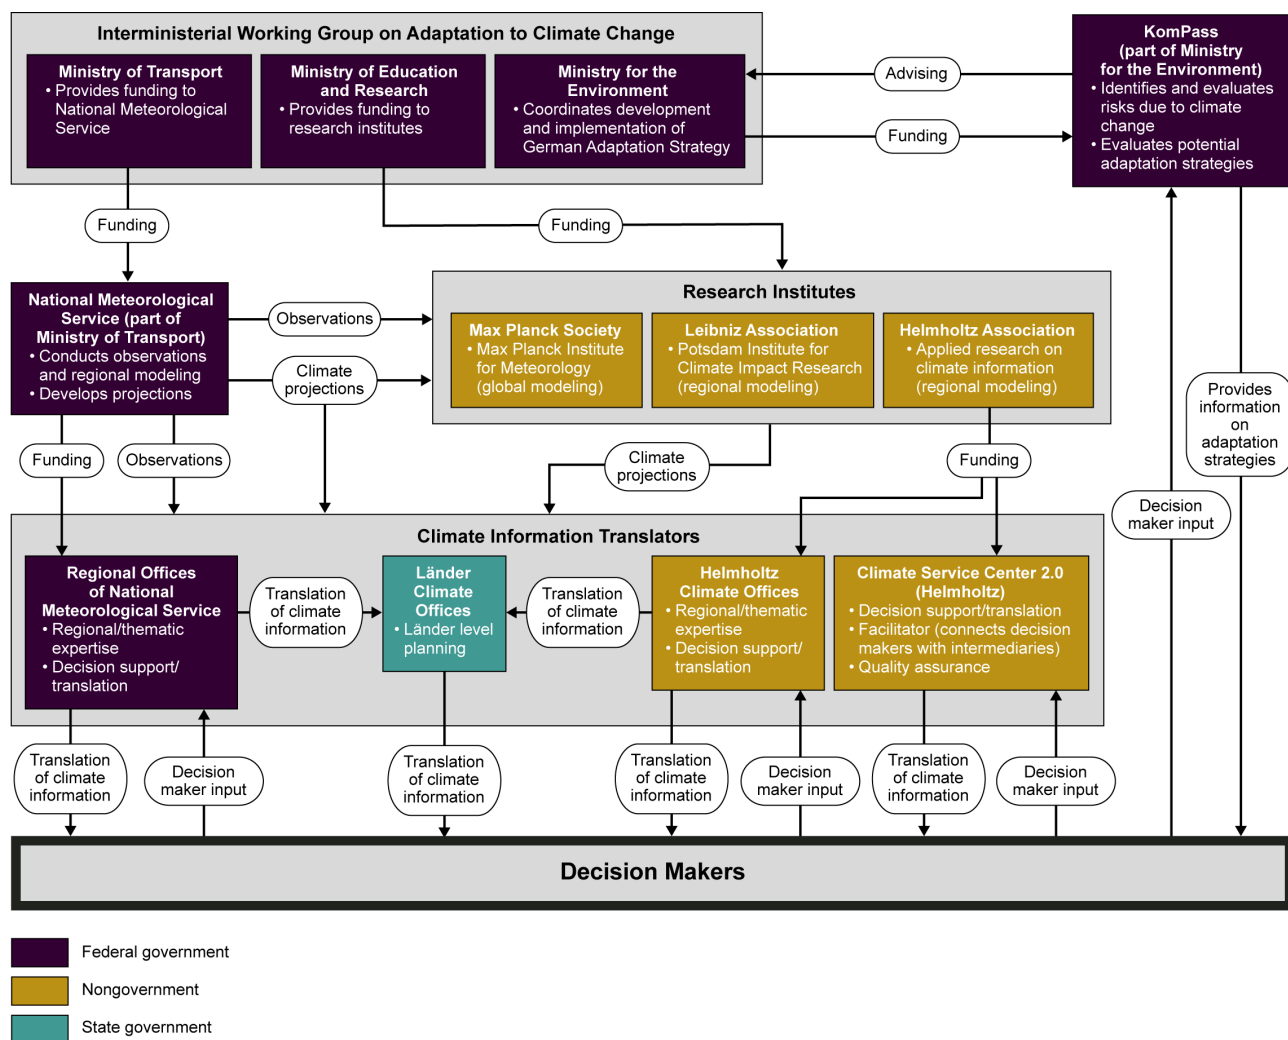 Interministerial Working Group on Adaptation to Climate Change
Ministry of Transport
• Provides funding to
National Meteorological
Service
Ministry of Education
and Research
• Provides funding to
research institutes
Ministry for the
Environment
• Coordinates development
and implementation of
German Adaptation Strategy
Advising
Funding
KomPass
(part of Ministry
for the Environment)
• Identifies and evaluates
risks due to climate
change
• Evaluates potential
adaptation strategies
Funding
Funding
National Meteorological
Service (part of
Ministry of Transport)
• Conducts observations
and regional modeling
• Develops projections
Observations
Climate
projections
Research Institutes
Max Planck Society
• Max Planck Institute
for Meteorology
(global modeling)
Leibniz Association
• Potsdam Institute for
Climate Impact Research
(regional modeling)
Helmholtz Association
• Applied research on
climate information
(regional modeling)
Provides
information
on
adaptation
strategies
Funding
Observations
Climate
projections
Funding
Decision
maker input
Climate Information Translators
Regional Offices
of National
Meteorological Service
• Regional/thematic
expertise
• Decision support/
translation
Translation
of climate
information
Länder
Climate
Offices
• Länder level
planning
Translation
of climate
information
Helmholtz
Climate Offices
• Regional/thematic
expertise
• Decision support/
translation
Climate Service Center 2.0
(Helmholtz)
• Decision support/translation
• Facilitator (connects decision
makers with intermediaries)
• Quality assurance
Translation
of climate
information
Decision
maker input
Translation
of climate
information
Translation
of climate
information
Decision
maker input
Translation
of climate
information
Decision
maker input
Decision Makers
Federal government
Nongovernment
State government